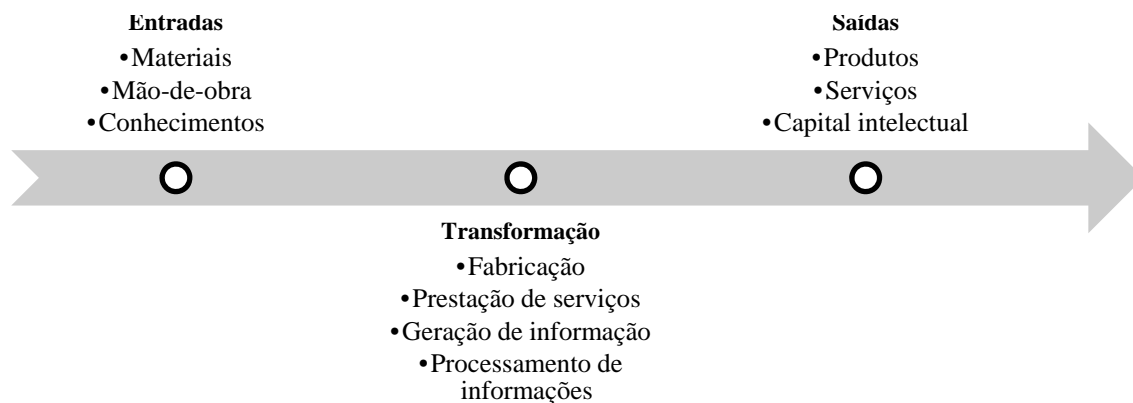 Entradas
•Materiais
•Mão-de-obra
•Conhecimentos
Saídas
•Produtos
•Serviços
•Capital intelectual
Transformação
•Fabricação
•Prestação de serviços
•Geração de informação
•Processamento de
informações